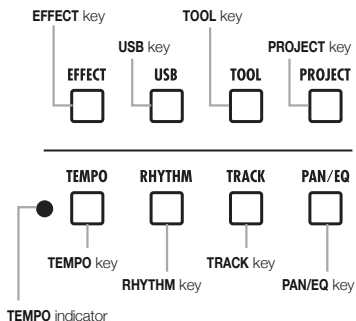 EFFECT key
TOOL key
USB key
PROJECT key
EFFECT
USB
TOOL
PROJECT
TEMPO
RHYTHM
TRACK
PAN/EQ
TEMPO key
TRACK key
RHYTHM key
PAN/EQ key
TEMPO indicator